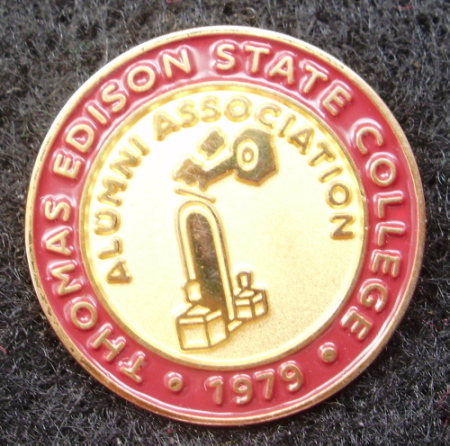 THOMAS EDISON STATE COLLEGE
ALUMNI ASSOCIATION
• 1979 •